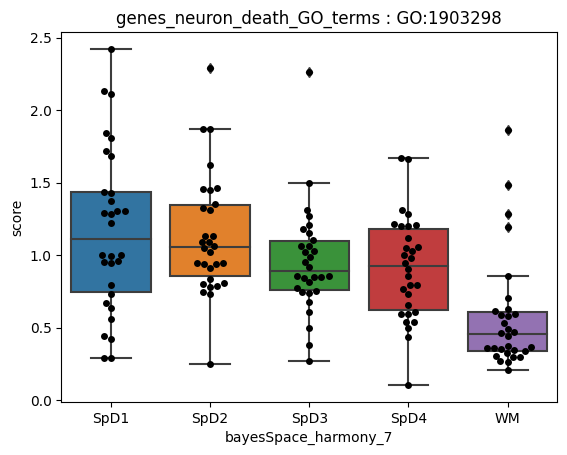 genes_neuron_death_GO_terms : GO:1903298
2.5
2.0
1.5
1.0
0.5
0.0
score
SpD1 SpD2 SpD3 SpD4 WM
bayesSpace_harmony_7